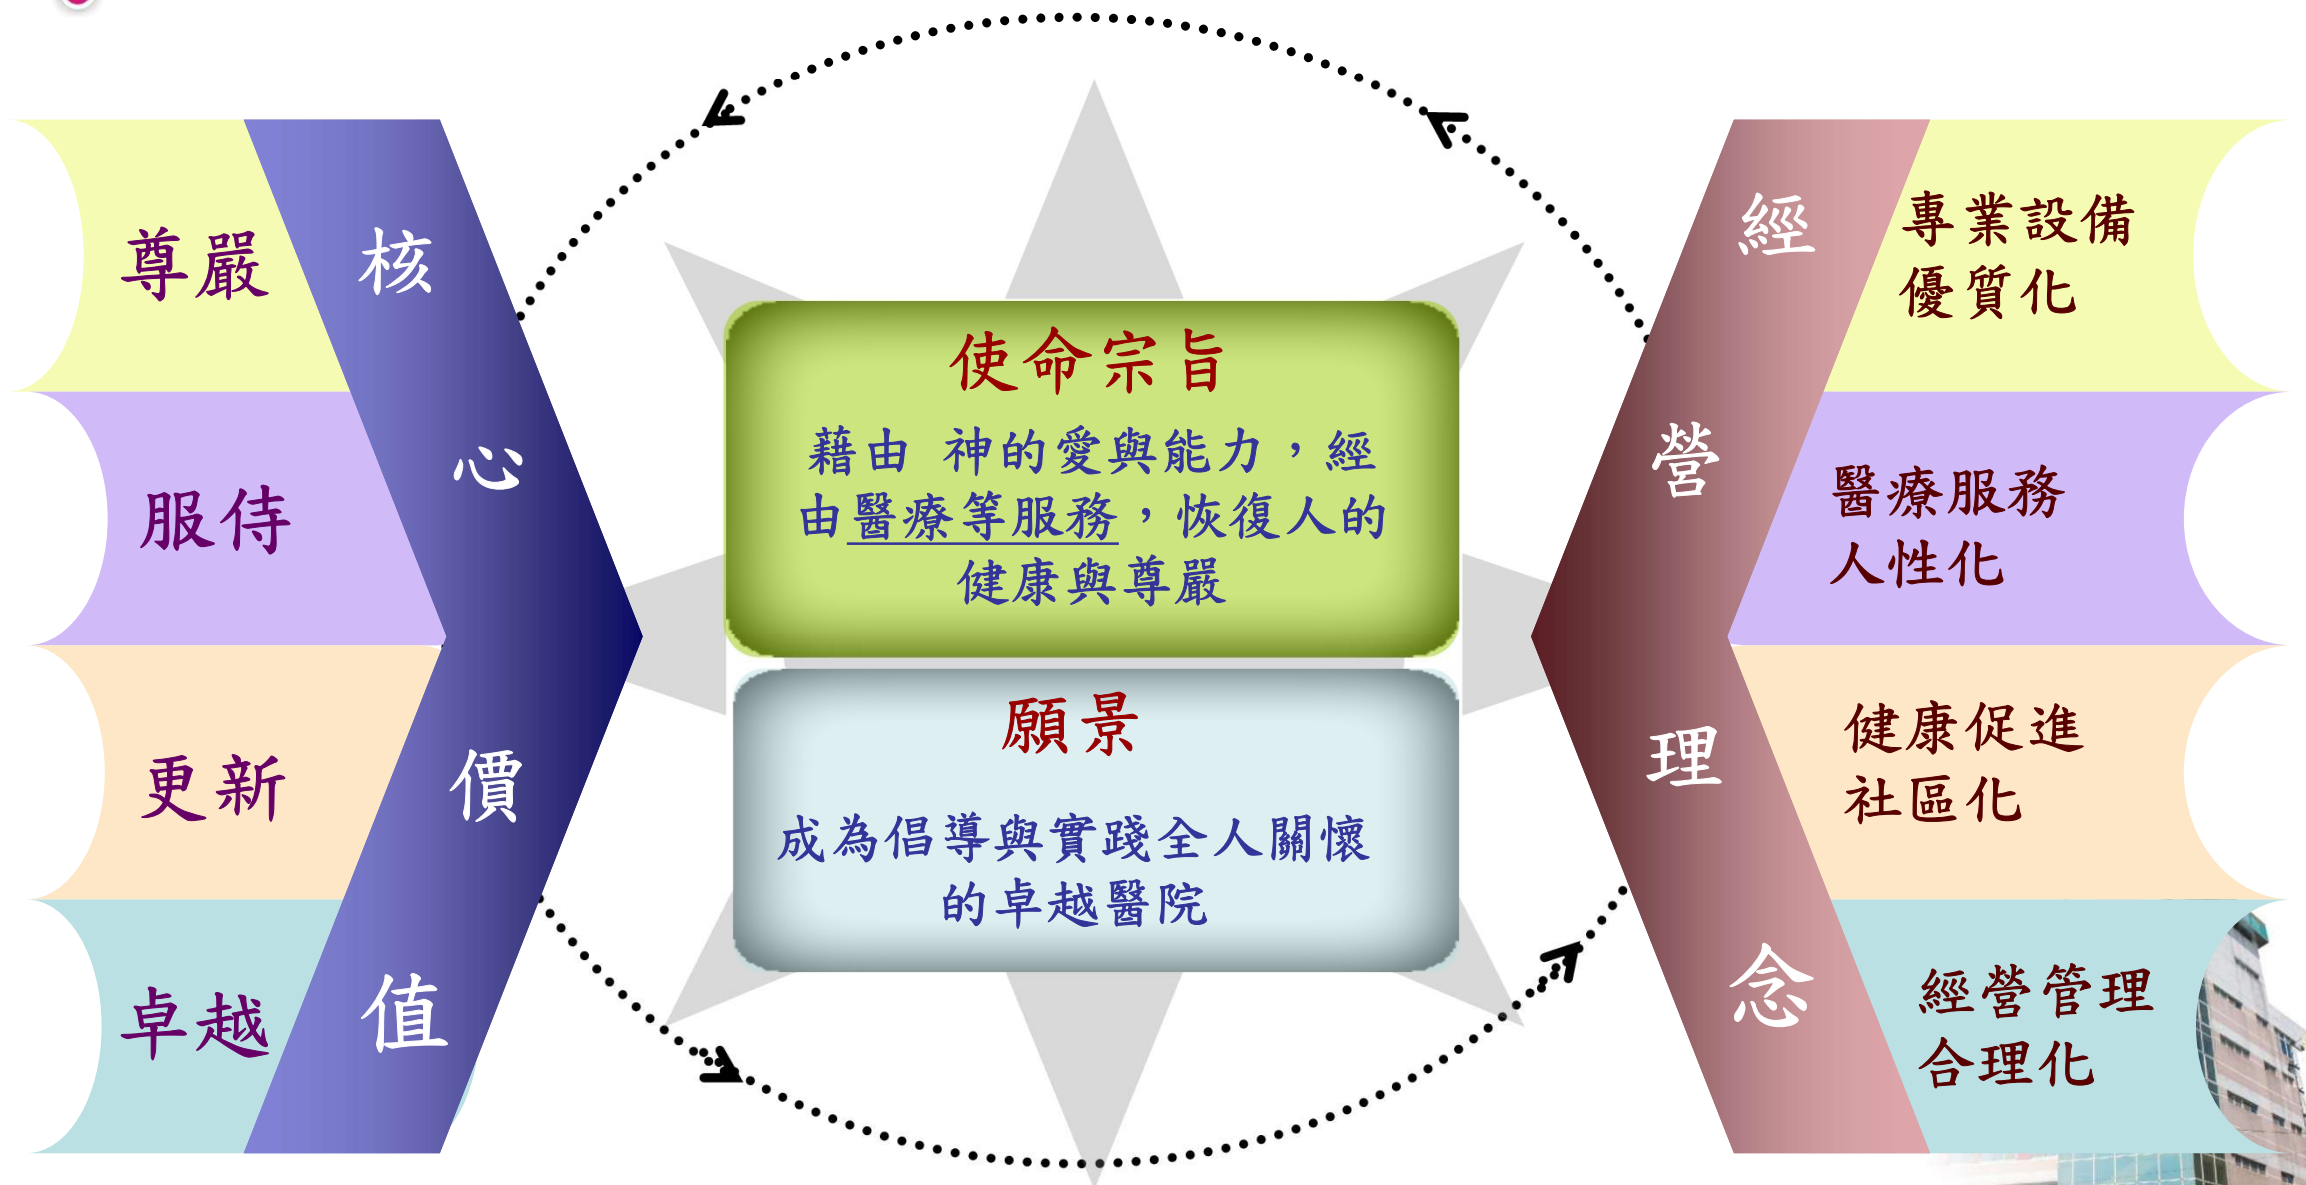 尊嚴
服侍
更新
卓越
核心價值
使命宗旨
藉由 神的愛與能力，經
由醫療等服務，恢復人的
健康與尊嚴
願景
成為倡導與實踐全人關懷
的卓越醫院
經營理念
專業設備
優質化
醫療服務
人性化
健康促進
社區化
經營管理
合理化